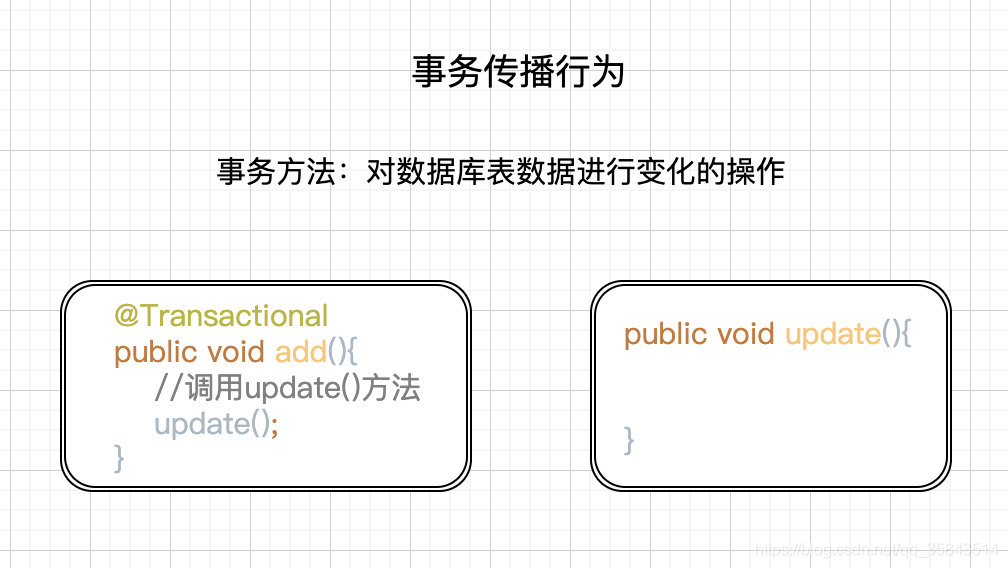 事务传播行为
事务方法：对数据库表数据进行变化的操作
@Transactional
public void add(){
//调用update()方法
update();
}
public void update(){
}
https://blog.csdn.net/qq_35843514